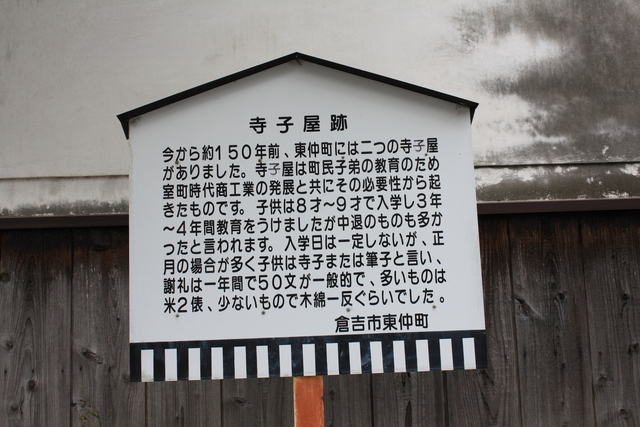 寺子屋跡
今から約150年前、東仲町には二つの寺子屋
がありました。寺子屋は町民子弟の教育のため
室町時代商工業の発展と共にその必要性から起
きたものです。子供は8才～9才で入学し3年
～4年間教育をうけましたが中退のものも多か
ったと言われます。入学日は一定しないが、正
月の場合が多く子供は寺子または筆子と言い、
謝礼は一年間で50文が一般的で、多いものは
米2俵、少ないもので木綿一反ぐらいでした。
倉吉市東仲町